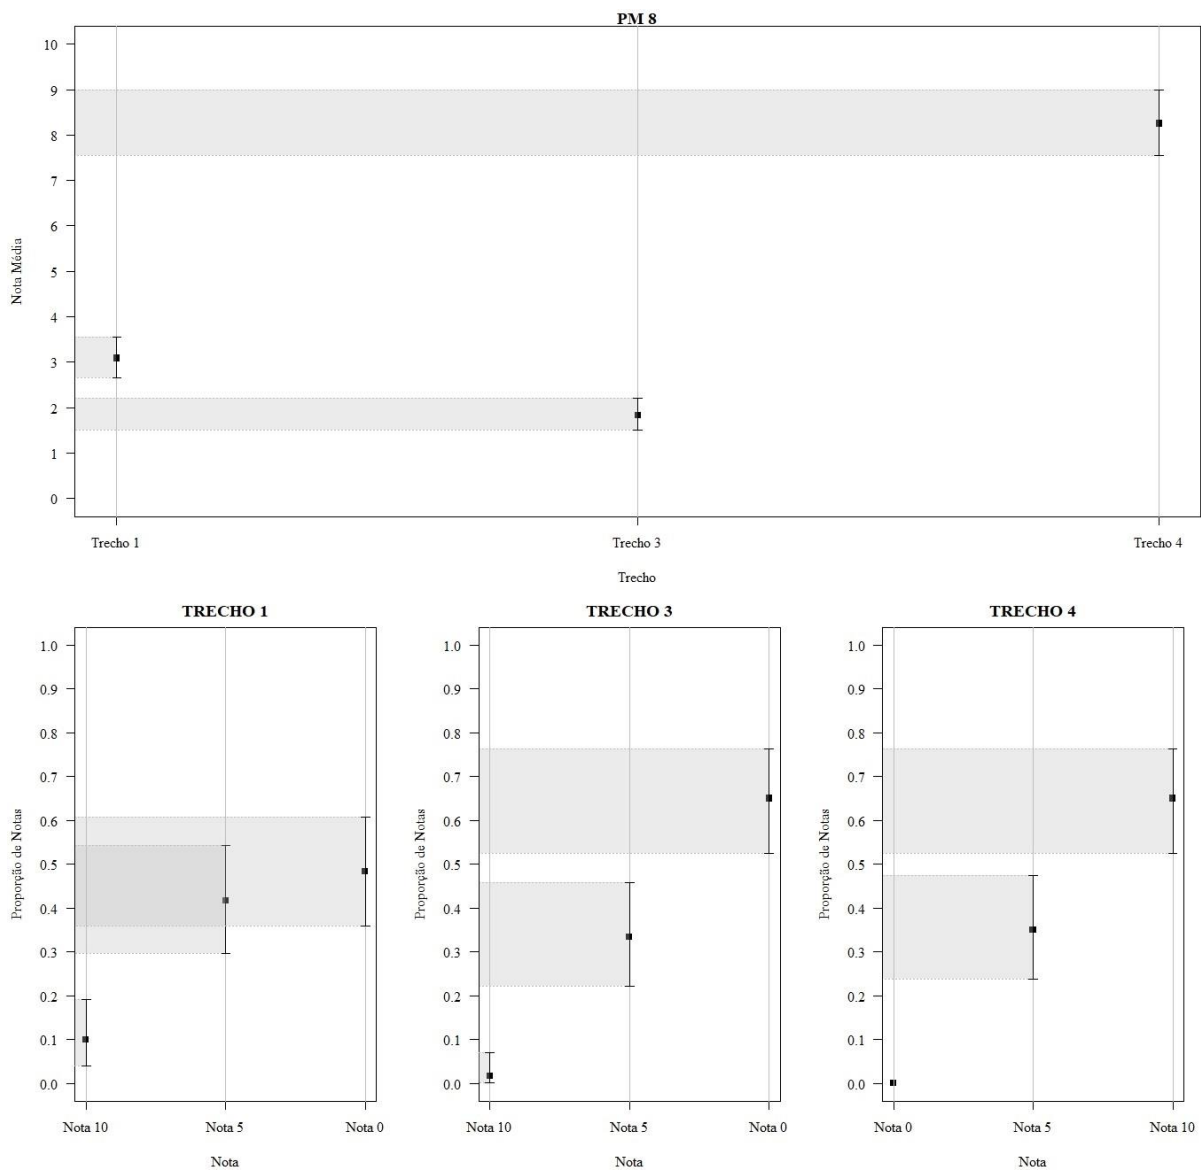 PM 8
10
9
8
7
6
5
4
3
2
1
0
Nota Média
Trecho 1 Trecho 3 Trecho 4
Trecho
TRECHO 1
1.0
0.9
0.8
0.7
0.6
0.5
0.4
0.3
0.2
0.1
0.0
Proporção de Notas
Nota 10 Nota 5 Nota 0
Nota
TRECHO 3
1.0
0.9
0.8
0.7
0.6
0.5
0.4
0.3
0.2
0.1
0.0
Proporção de Notas
Nota 10 Nota 5 Nota 0
Nota
TRECHO 4
1.0
0.9
0.8
0.7
0.6
0.5
0.4
0.3
0.2
0.1
0.0
Proporção de Notas
Nota 0 Nota 5 Nota 10
Nota